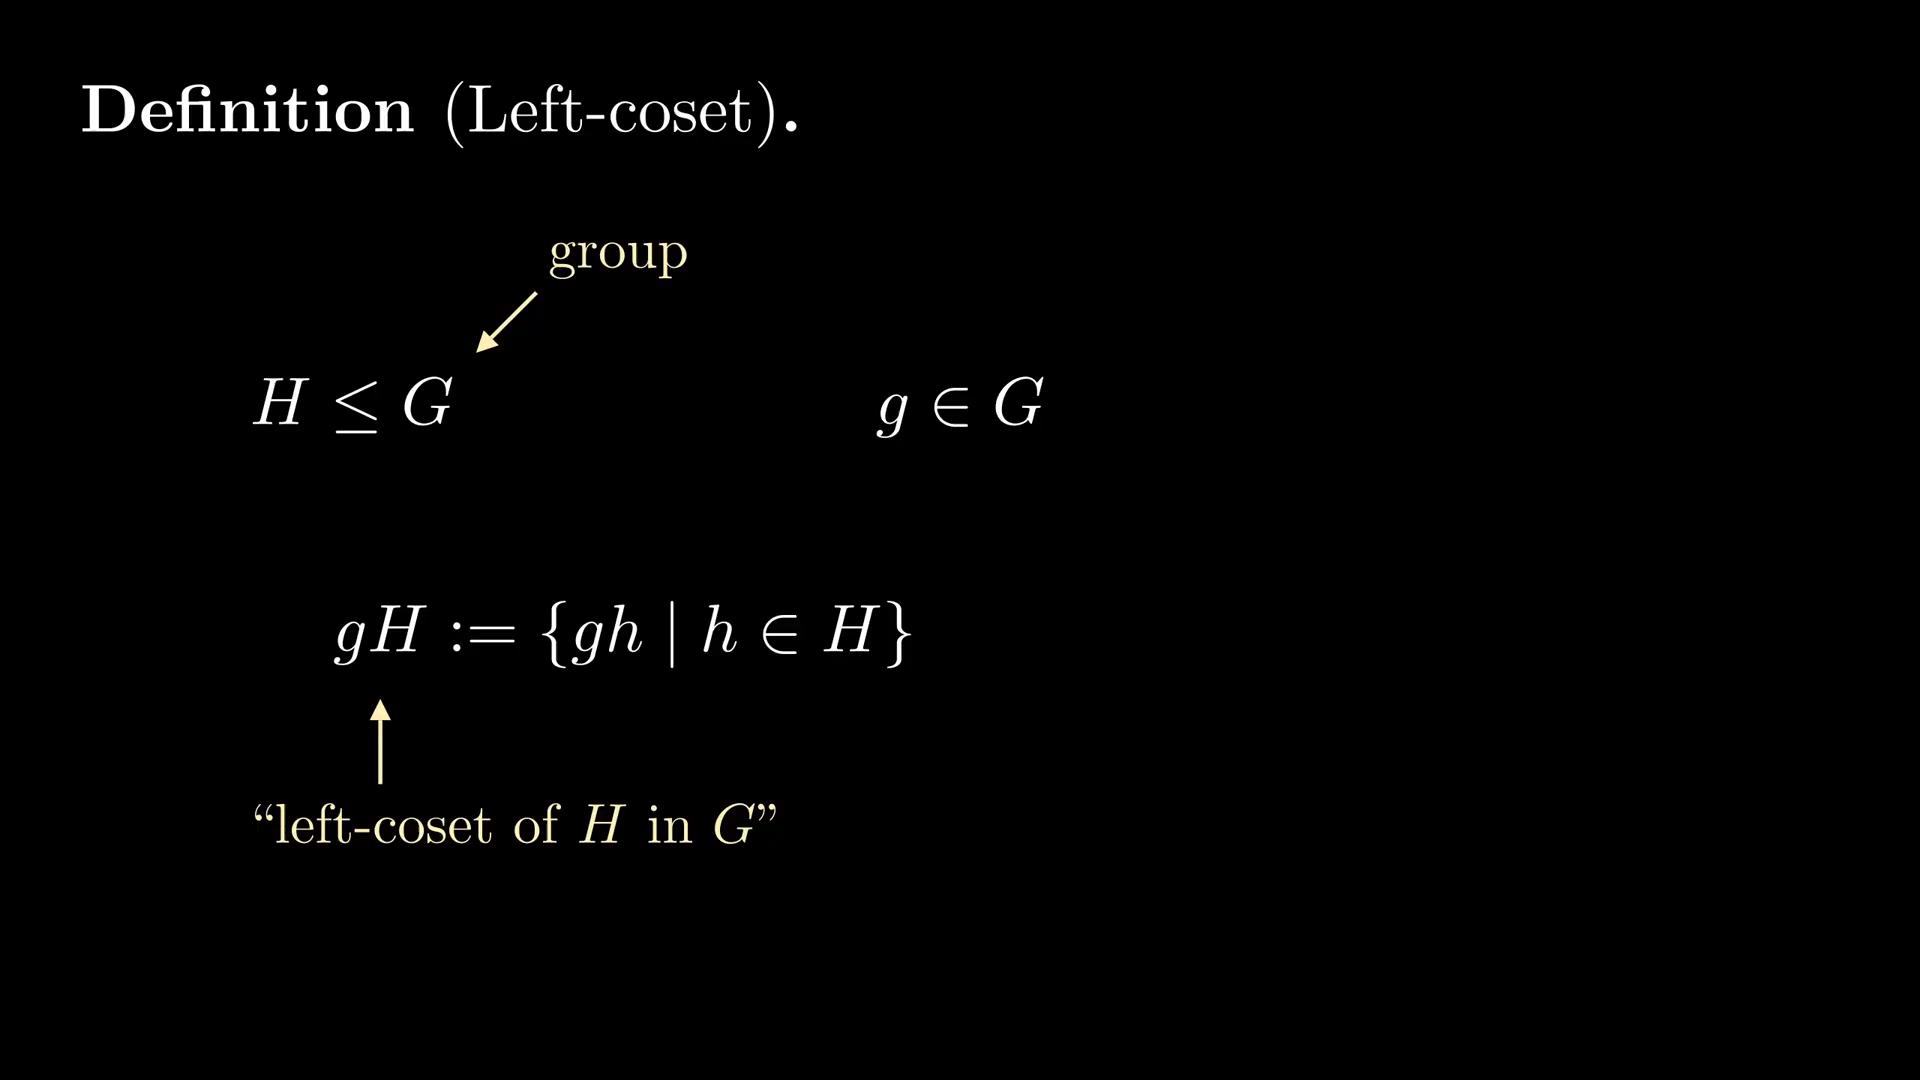 Definition (Left-coset).
group
H ≤ G g ∈ G
gH := {gh | h ∈ H}
“left-coset of H in G”